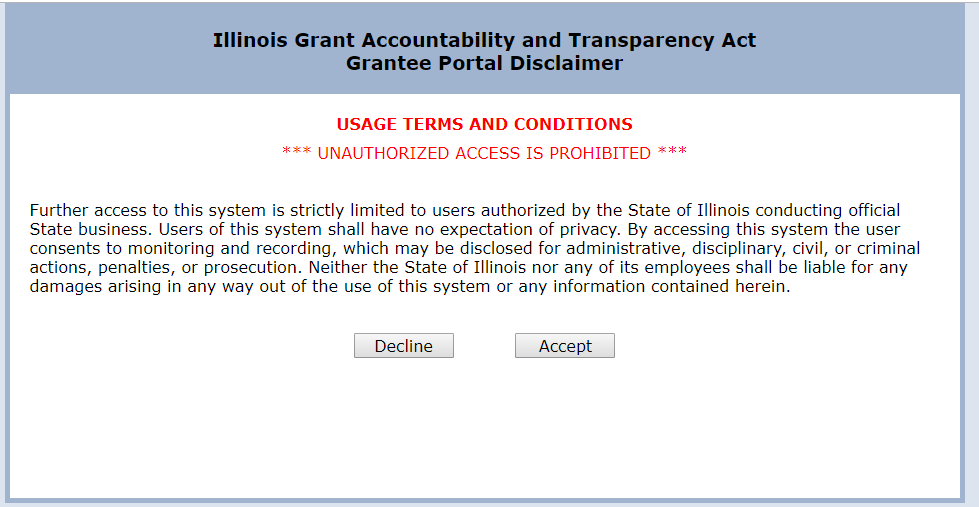 Illinois Grant Accountability and Transparency Act
Grantee Portal Disclaimer
USAGE TERMS AND CONDITIONS
*** UNAUTHORIZED ACCESS IS PROHIBITED ***
Further access to this system is strictly limited to users authorized by the State of Illinois conducting official
State business. Users of this system shall have no expectation of privacy. By accessing this system the user
consents to monitoring and recording, which may be disclosed for administrative, disciplinary, civil, or criminal
actions, penalties, or prosecution. Neither the State of Illinois nor any of its employees shall be liable for any
damages arising in any way out of the use of this system or any information contained herein.
Decline Accept